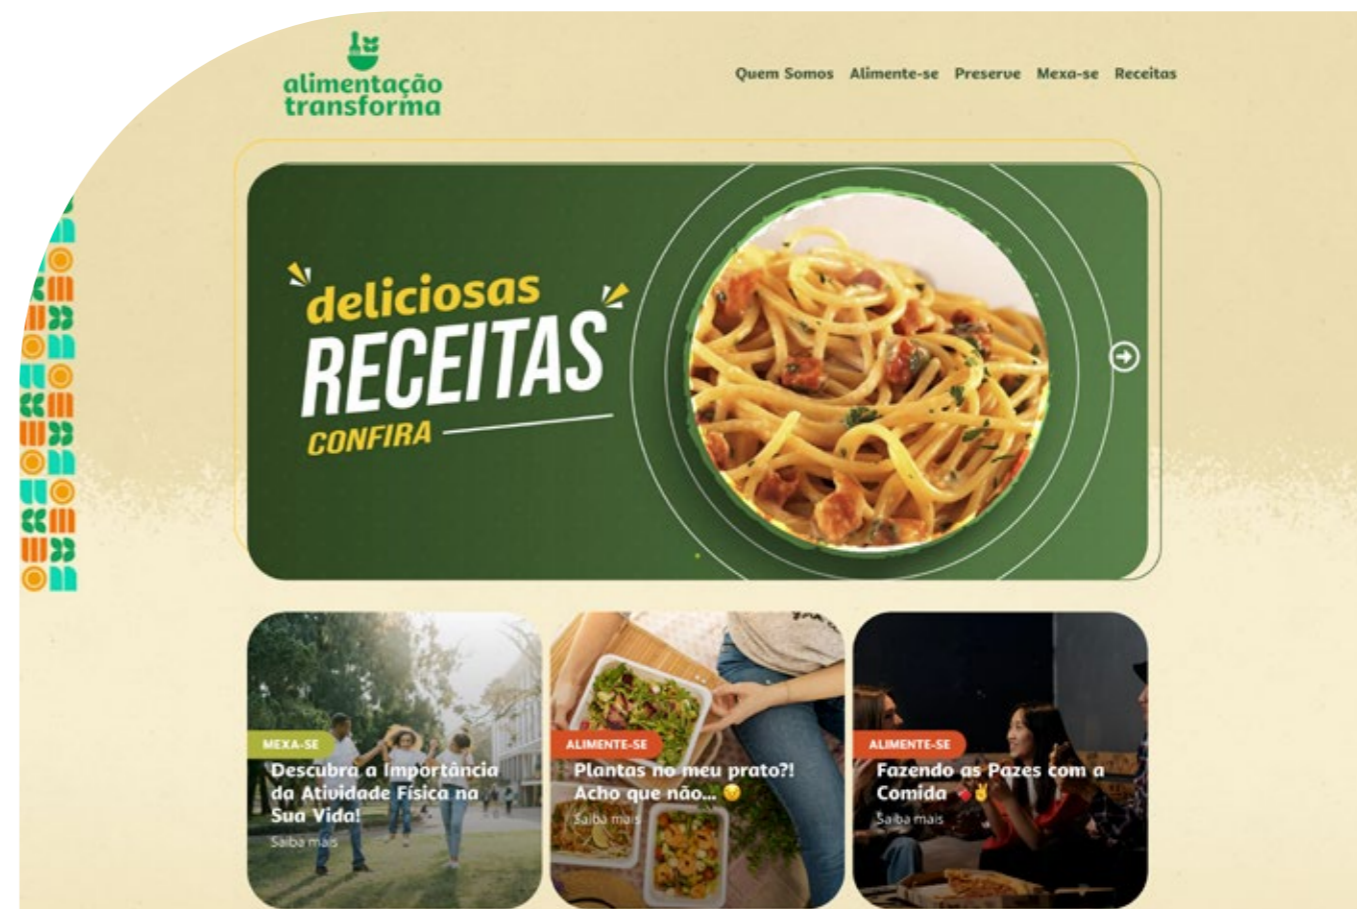 alimentação
transforma
Quem Somos Alimente-se Preserve Mexa-se Receitas
deliciosas
RECEITAS
CONFIRA
MEXA-SE
Descubra a Importância
da Atividade Física na
Sua Vida!
Saiba mais
ALIMENTE-SE
Plantas no meu prato?!
Acho que não... 😕
Saiba mais
ALIMENTE-SE
Fazendo as Pazes com a
Comida 🍎✌️
Saiba mais